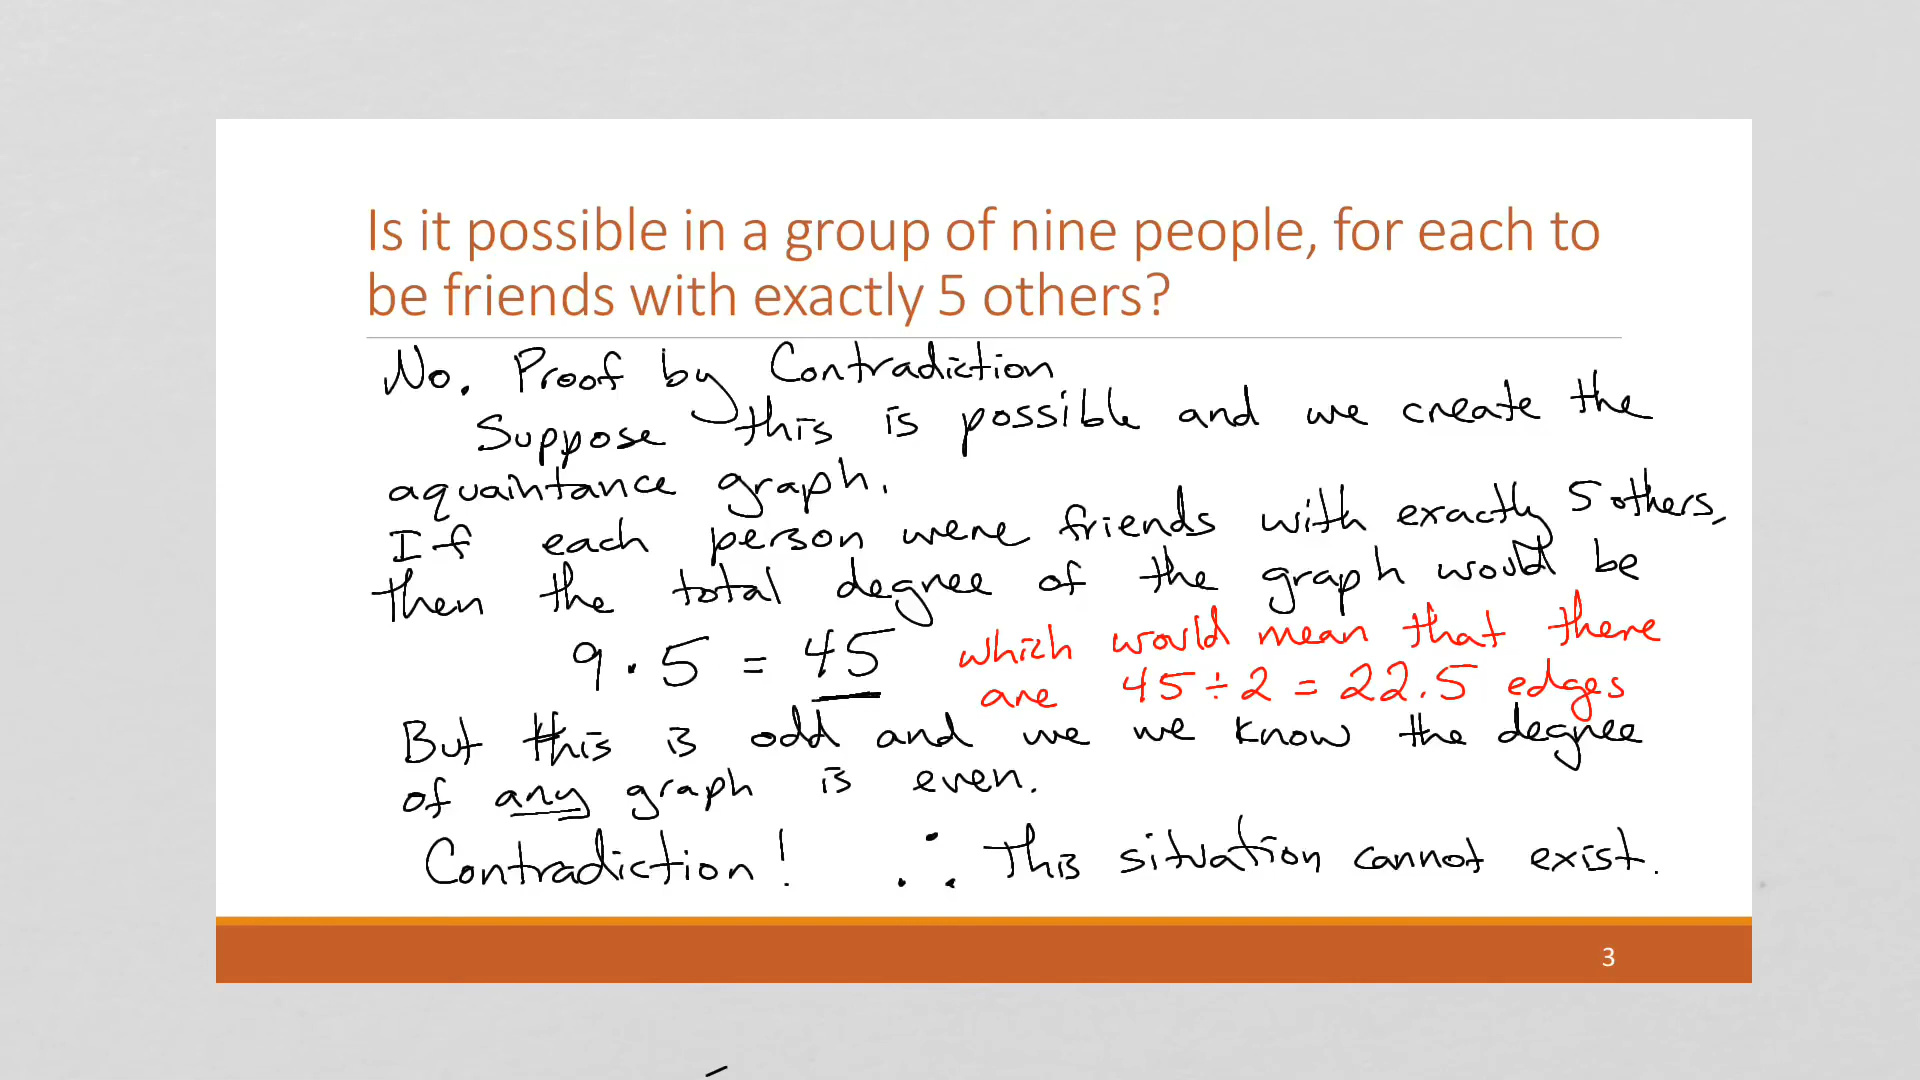 Is it possible in a group of nine people, for each to
be friends with exactly 5 others?
No. Proof by Contradiction
Suppose this is possible and we create the
aquaintance graph.
If each person were friends with exactly 5 others,
then the total degree of the graph would be
9 · 5 = 45 which would mean that there
are 45 ÷ 2 = 22.5 edges
But this is odd and we we know the degree
of any graph is even.
Contradiction! ∴ This situation cannot exist.
3